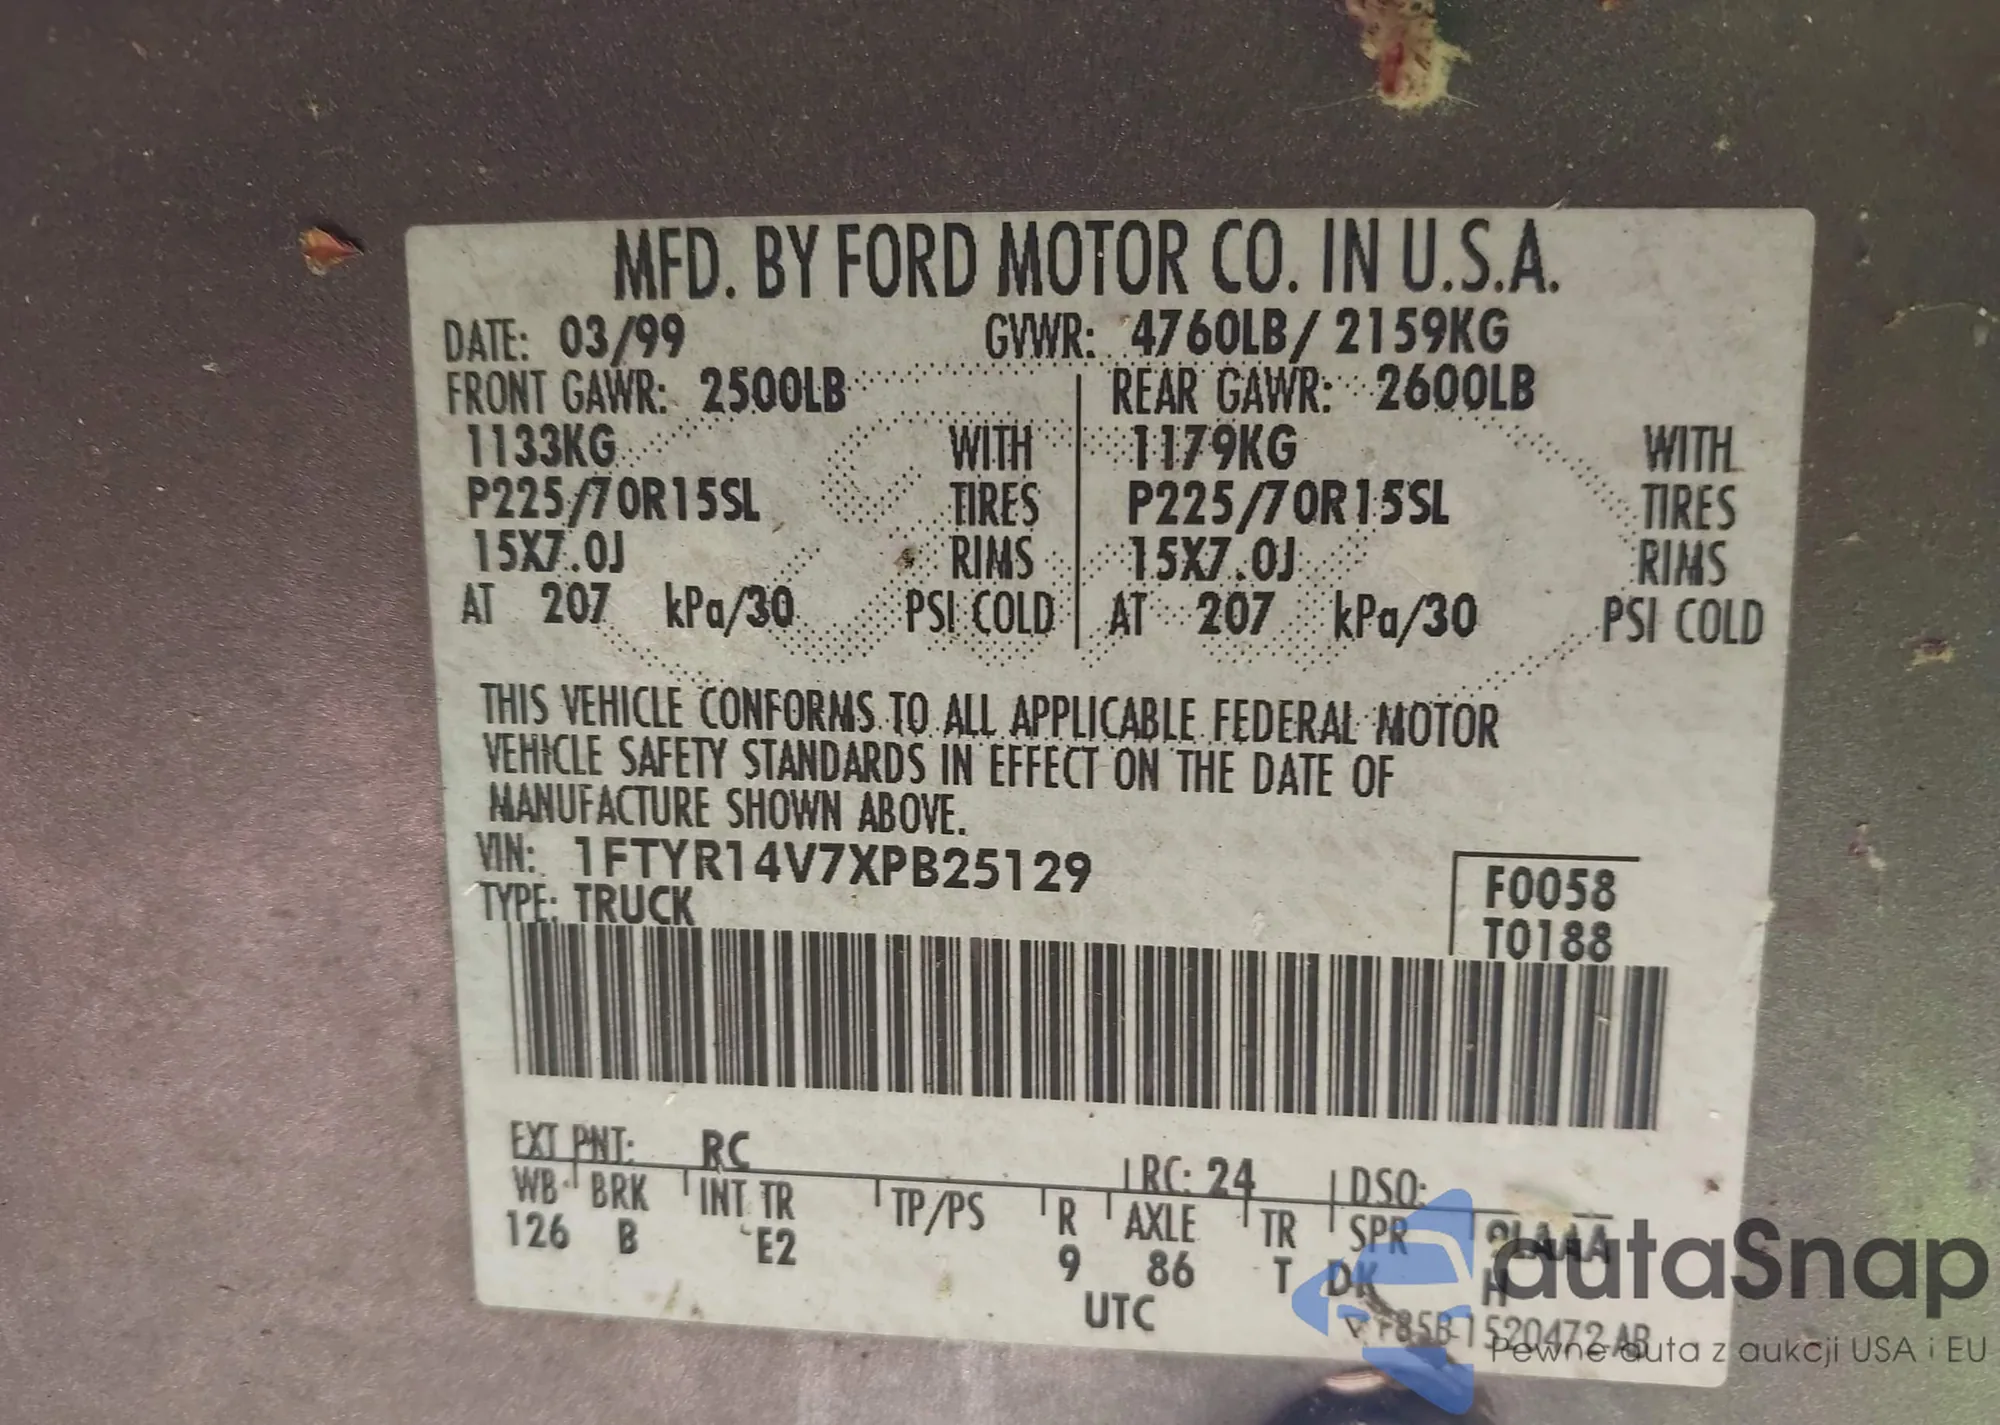 MFD. BY FORD MOTOR CO. IN U.S.A.
DATE: 03/99 GVWR: 4760LB/ 2159KG
FRONT GAWR: 2500LB REAR GAWR: 2600LB
1133KG WITH 1179KG WITH
P225/70R15SL TIRES P225/70R15SL TIRES
15X7.0J RIMS 15X7.0J RIMS
AT 207 kPa/30 PSI COLD AT 207 kPa/30 PSI COLD
THIS VEHICLE CONFORMS TO ALL APPLICABLE FEDERAL MOTOR
VEHICLE SAFETY STANDARDS IN EFFECT ON THE DATE OF
MANUFACTURE SHOWN ABOVE.
VIN: 1FTYR14V7XPB25129
TYPE: TRUCK
F0058
T0188
EXT PNT: RC RC: 24 DSO:
WB BRK INT TR TP/PS R AXLE TR SPR
126 B E2 9 86 T DK H
UTC
autaSnap
Pewne auta z aukcji USA i EU